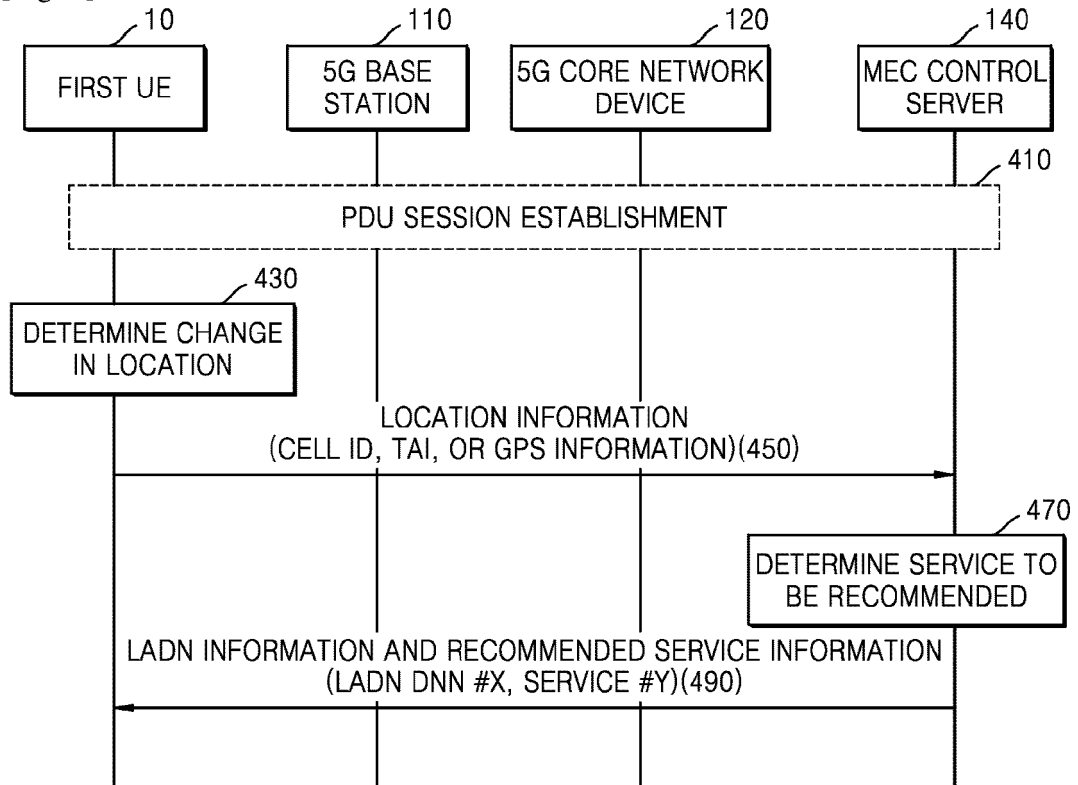 10
110
120
140
FIRST UE
5G BASE
STATION
5G CORE NETWORK
DEVICE
MEC CONTROL
SERVER
410
PDU SESSION ESTABLISHMENT
430
DETERMINE CHANGE
IN LOCATION
LOCATION INFORMATION
(CELL ID, TAI, OR GPS INFORMATION)(450)
470
DETERMINE SERVICE TO
BE RECOMMENDED
LADN INFORMATION AND RECOMMENDED SERVICE INFORMATION
(LADN DNN #X, SERVICE #Y)(490)